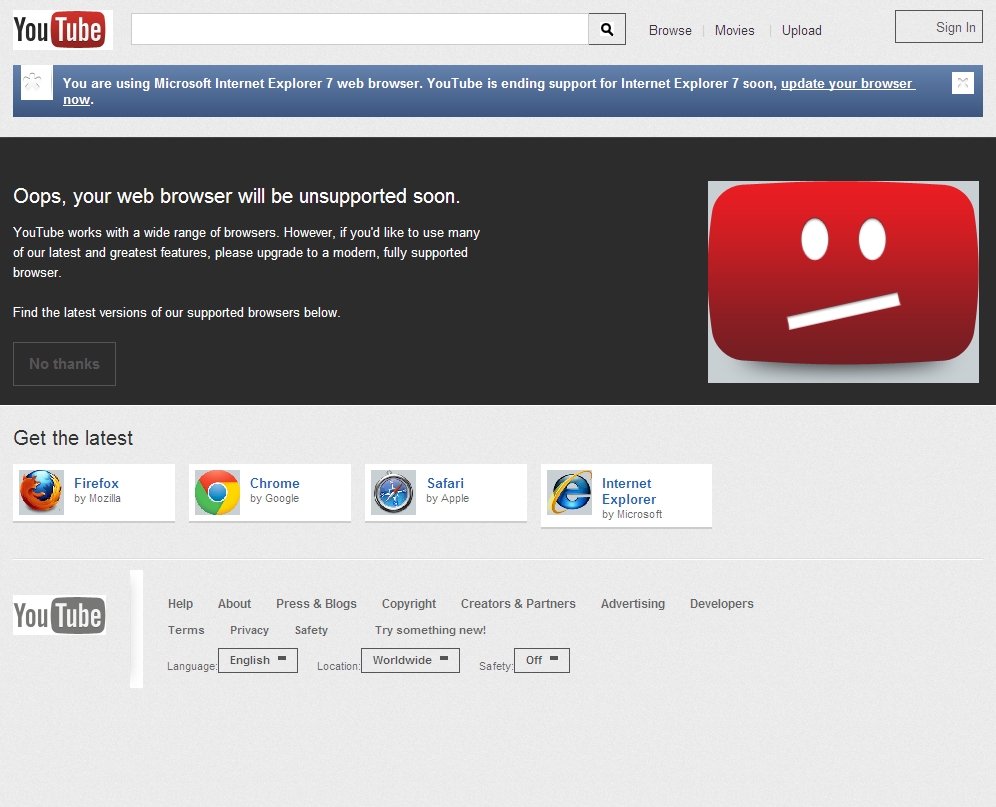 YouTube
Browse
Movies
Upload
Sign In
You are using Microsoft Internet Explorer 7 web browser. YouTube is ending support for Internet Explorer 7 soon, update your browser
now.
Oops, your web browser will be unsupported soon.
YouTube works with a wide range of browsers. However, if you'd like to use many
of our latest and greatest features, please upgrade to a modern, fully supported
browser.
Find the latest versions of our supported browsers below.
No thanks
Get the latest
Firefox
by Mozilla
Chrome
by Google
Safari
by Apple
Internet
Explorer
by Microsoft
YouTube
Help About Press & Blogs Copyright Creators & Partners Advertising Developers
Terms Privacy Safety Try something new!
Language: English Location: Worldwide Safety: Off